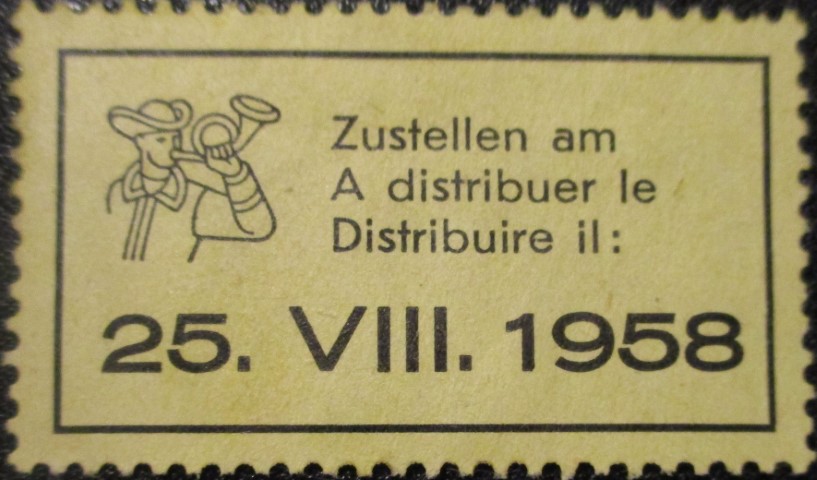 Zustellen am
A distribuer le
Distribuire il:
25. VIII. 1958